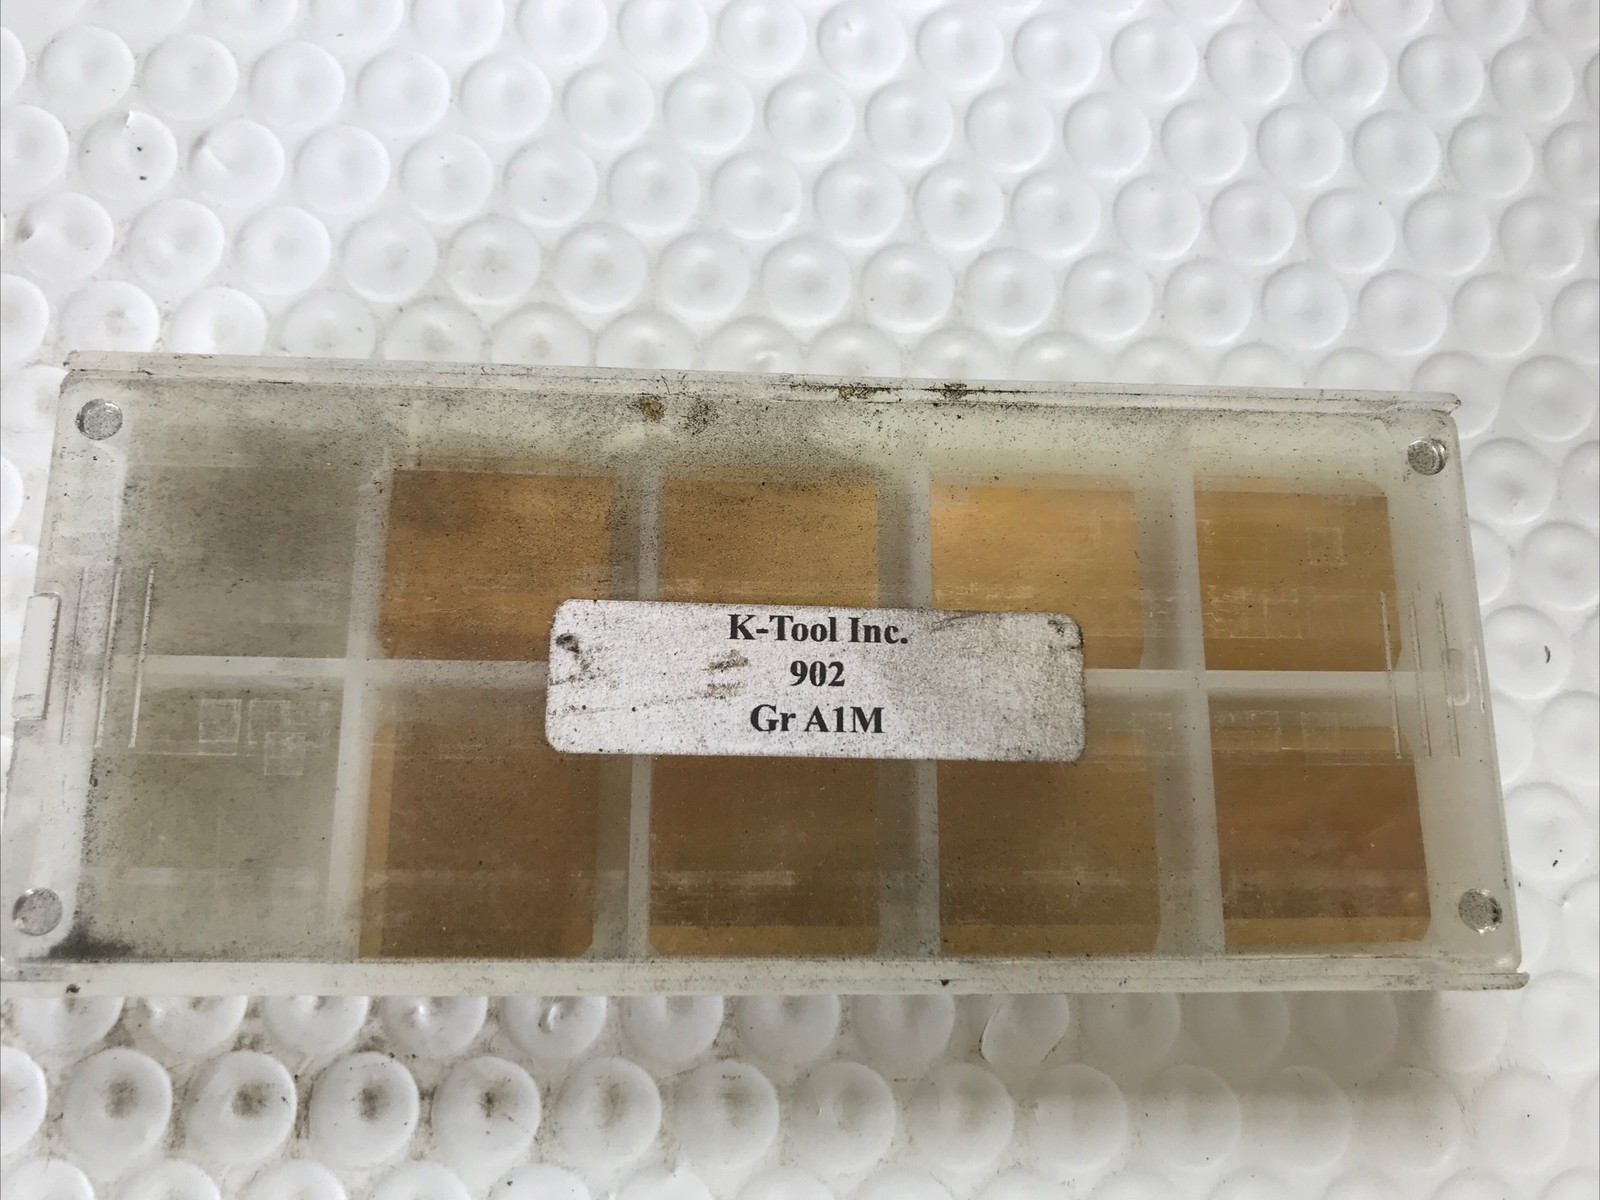 K-Tool Inc.
902
Gr A1M